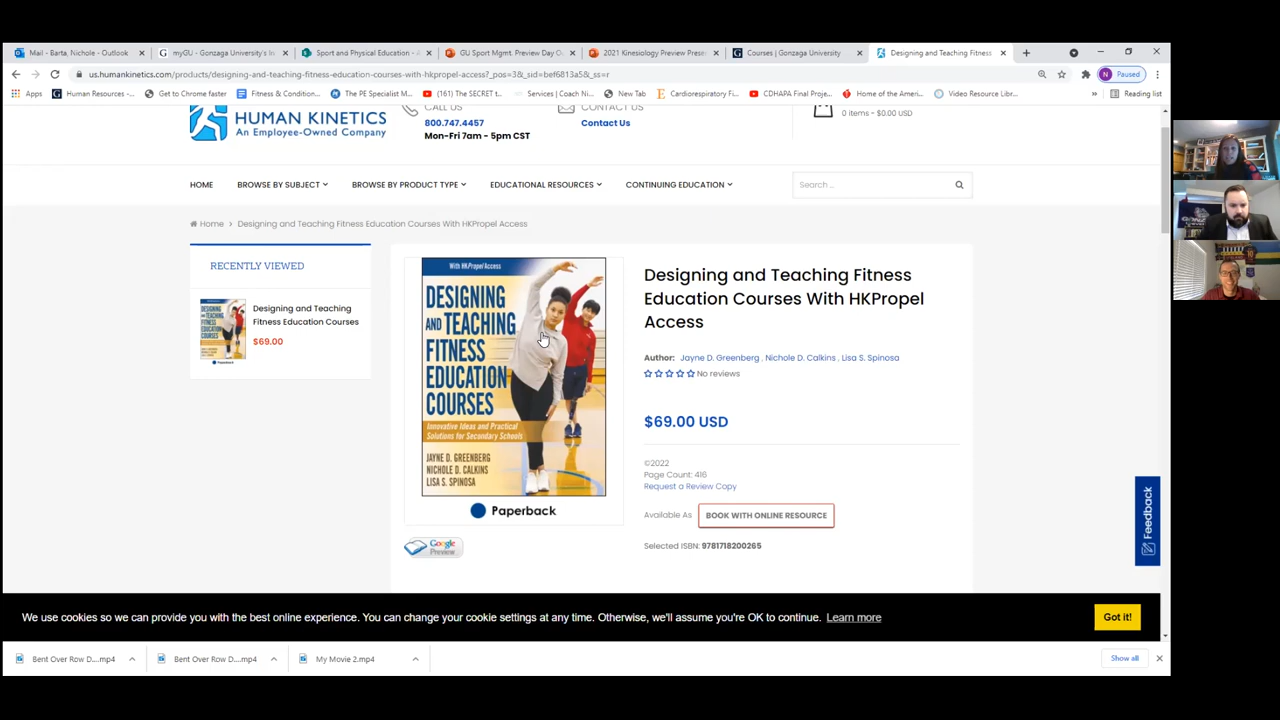 Mail - Barta, Nichole - Outlook
myGU - Gonzaga University's In
Sport and Physical Education -
GU Sport Mgmt. Preview Day O
2021 Kinesiology Preview Present
Courses | Gonzaga University
Designing and Teaching Fitness
us.humankinetics.com/products/designing-and-teaching-fitness-education-courses-with-hkpropel-access?_pos=3&_sid=bef6813a5&_ss=r
N Paused
Apps
Human Resources -...
Get to Chrome faster
Fitness & Condition...
The PE Specialist M...
(161) The SECRET t...
Services | Coach Ni...
New Tab
Cardiorespiratory Fi...
CDHAPA Final Proje...
Home of the Ameri...
Video Resource Libr...
»
Reading list
HUMAN KINETICS
An Employee-Owned Company
CALL US
800.747.4457
Mon-Fri 7am - 5pm CST
CONTACT US
Contact Us
0 items - $0.00 USD
HOME
BROWSE BY SUBJECT
BROWSE BY PRODUCT TYPE
EDUCATIONAL RESOURCES
CONTINUING EDUCATION
Search ...
Home > Designing and Teaching Fitness Education Courses With HKPropel Access
RECENTLY VIEWED
Designing and Teaching
Fitness Education Courses
$69.00
With HKPropel Access
DESIGNING
AND TEACHING
FITNESS
EDUCATION
COURSES
Innovative Ideas and Practical
Solutions for Secondary Schools
JAYNE D. GREENBERG
NICHOLE D. CALKINS
LISA S. SPINOSA
Paperback
Google
Preview
Designing and Teaching Fitness
Education Courses With HKPropel
Access
Author: Jayne D. Greenberg , Nichole D. Calkins , Lisa S. Spinosa
No reviews
$69.00 USD
©2022
Page Count: 416
Request a Review Copy
Available As BOOK WITH ONLINE RESOURCE
Selected ISBN: 9781718200265
Feedback
We use cookies so we can provide you with the best online experience. You can change your cookie settings at any time. Otherwise, we'll assume you're OK to continue. Learn more
Got it!
Bent Over Row D....mp4
Bent Over Row D....mp4
My Movie 2.mp4
Show all